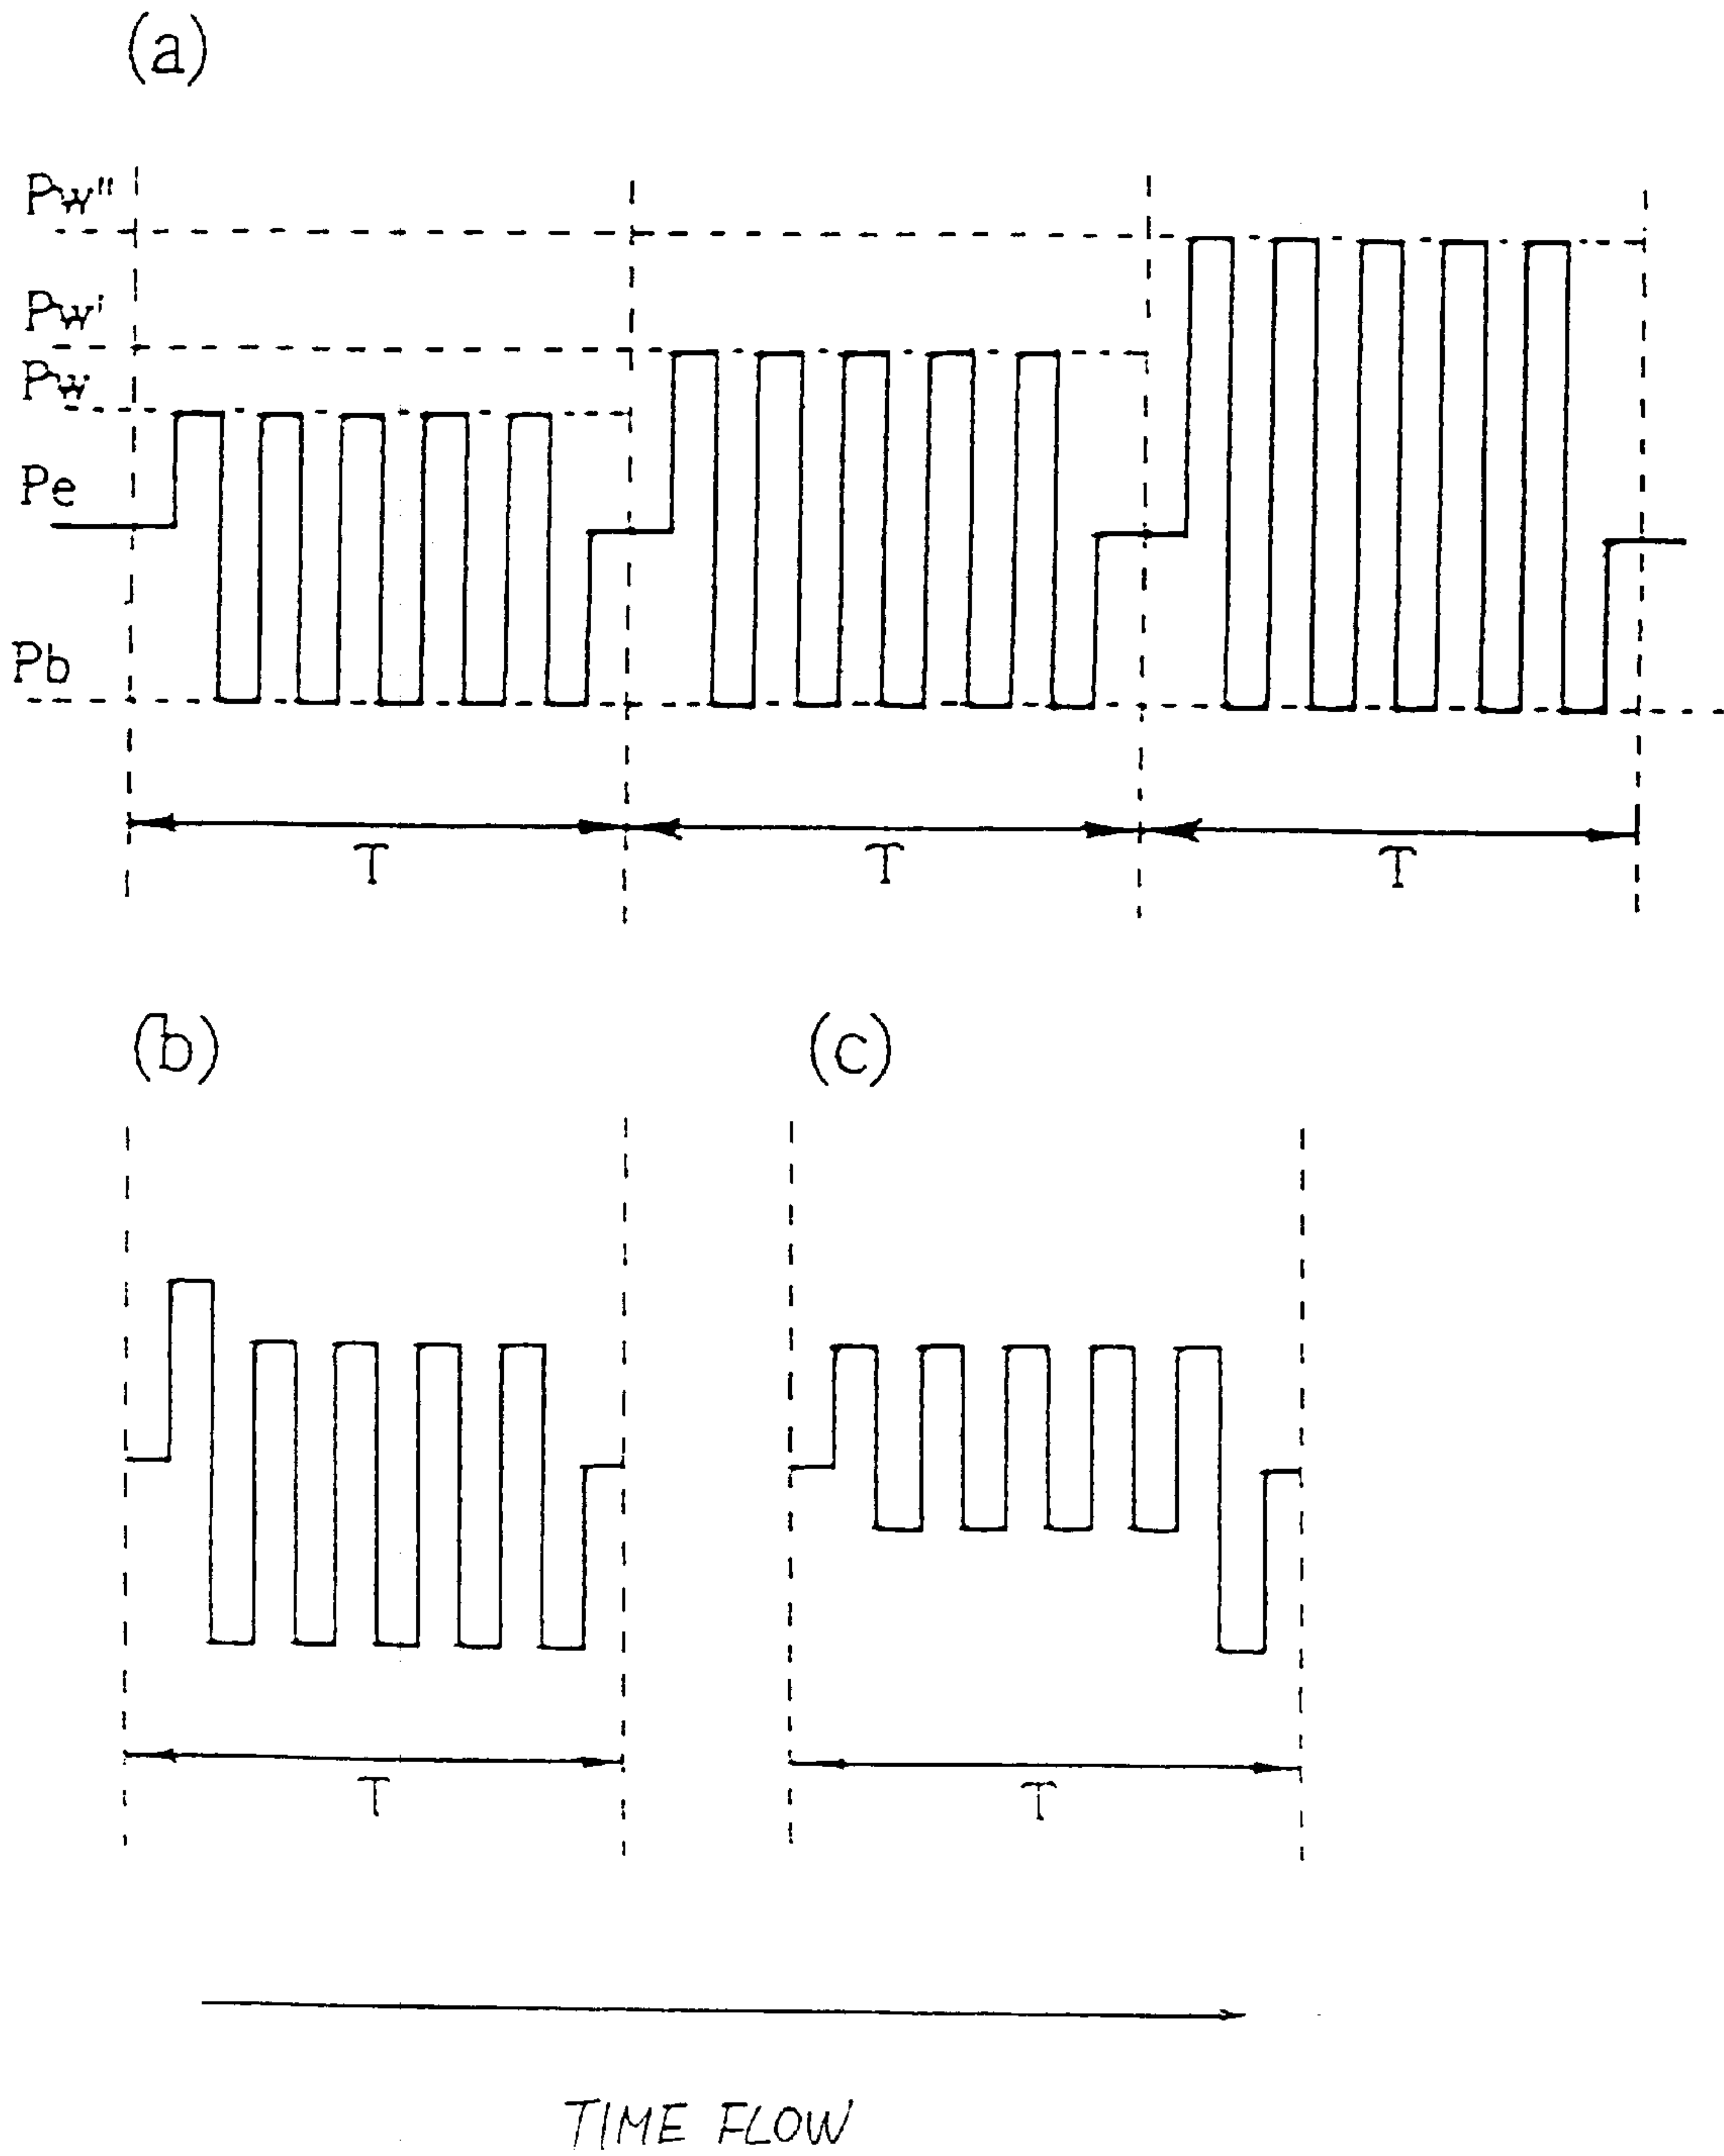 (a)
Pw"
Pw'
Pw
Pe
Pb
T T T
(b) (c)
T T
TIME FLOW